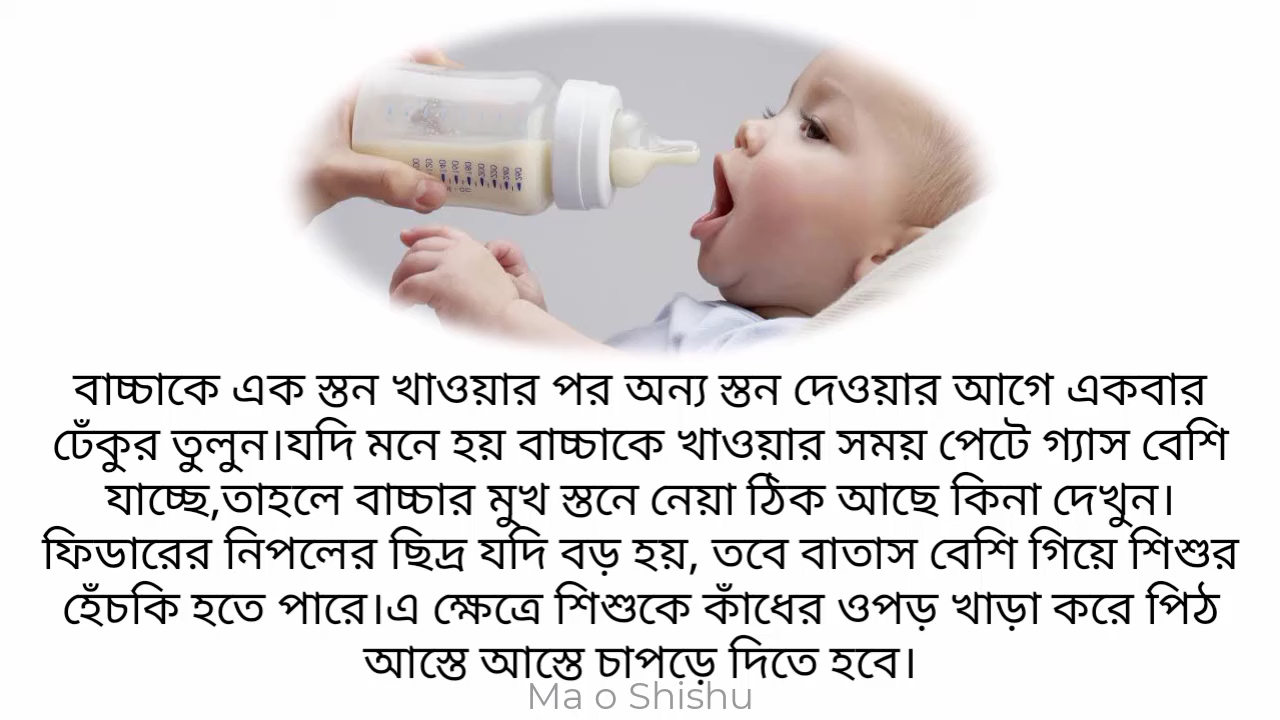 বাচ্চাকে এক স্তন খাওয়ার পর অন্য স্তন দেওয়ার আগে একবার
ঢেঁকুর তুলুন।যদি মনে হয় বাচ্চাকে খাওয়ার সময় পেটে গ্যাস বেশি
যাচ্ছে,তাহলে বাচ্চার মুখ স্তনে নেয়া ঠিক আছে কিনা দেখুন।
ফিডারের নিপলের ছিদ্র যদি বড় হয়, তবে বাতাস বেশি গিয়ে শিশুর
হেঁচকি হতে পারে।এ ক্ষেত্রে শিশুকে কাঁধের ওপড় খাড়া করে পিঠ
আস্তে আস্তে চাপড়ে দিতে হবে।
Ma o Shishu